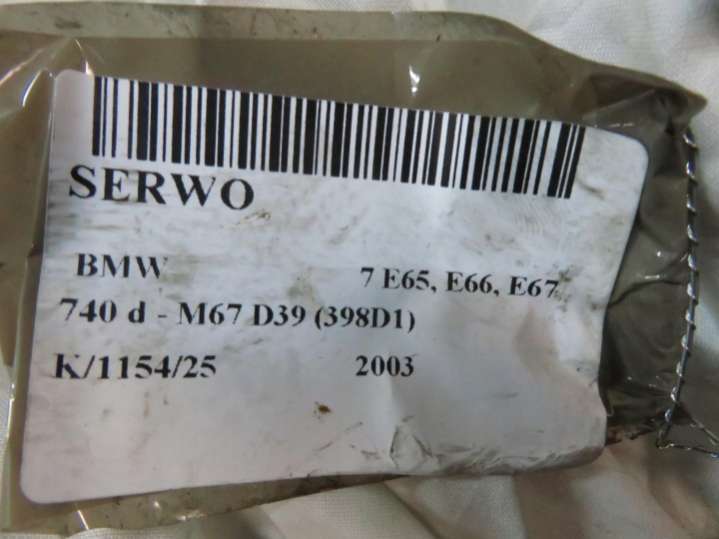 SERWO
BMW 7 E65, E66, E67
740 d - M67 D39 (398D1)
K/1154/25 2003